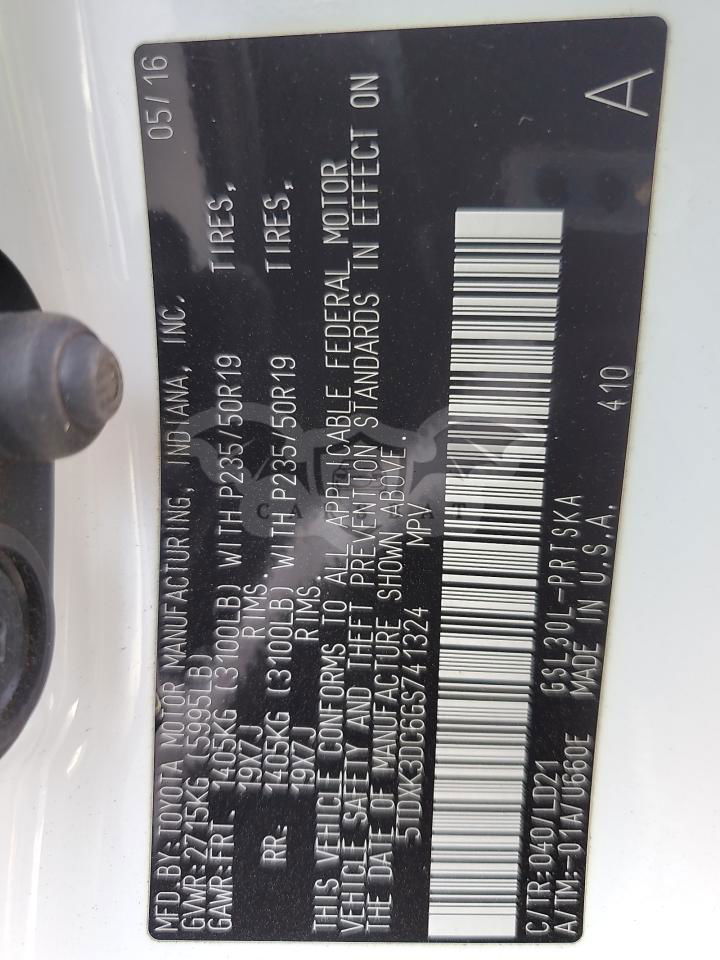 MFD.BY:TOYOTA MOTOR MANUFACTURING, INDIANA, INC. 05/16
GVWR:2715KG (5995LB)
GAWR:FRT. 1405KG (3100LB) WITH P235/50R19 TIRES,
19X7J RIMS.
RR. 1405KG (3100LB) WITH P235/50R19 TIRES,
19X7J RIMS.
THIS VEHICLE CONFORMS TO ALL APPLICABLE FEDERAL MOTOR
VEHICLE SAFETY AND THEFT PREVENTION STANDARDS IN EFFECT ON
THE DATE OF MANUFACTURE SHOWN ABOVE.
5TDXK3DC6GS741324 MPV
C/TR:040/LD21 GSL30L-PRTSKA 410 A
A/TM:-01A/U660E MADE IN U.S.A.